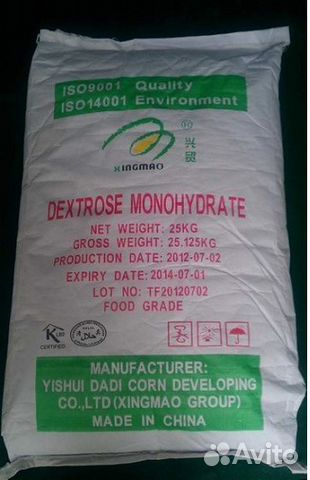 ISO9001 Quality
ISO14001 Environment
®
兴贸
XINGMAO
DEXTROSE MONOHYDRATE
NET WEIGHT: 25KG
GROSS WEIGHT: 25.125KG
PRODUCTION DATE: 2012-07-02
EXPIRY DATE: 2014-07-01
LOT NO: TF20120702
FOOD GRADE
K
CERTIFIED
HALAL
MANUFACTURER:
YISHUI DADI CORN DEVELOPING
CO.,LTD(XINGMAO GROUP)
MADE IN CHINA
Avito